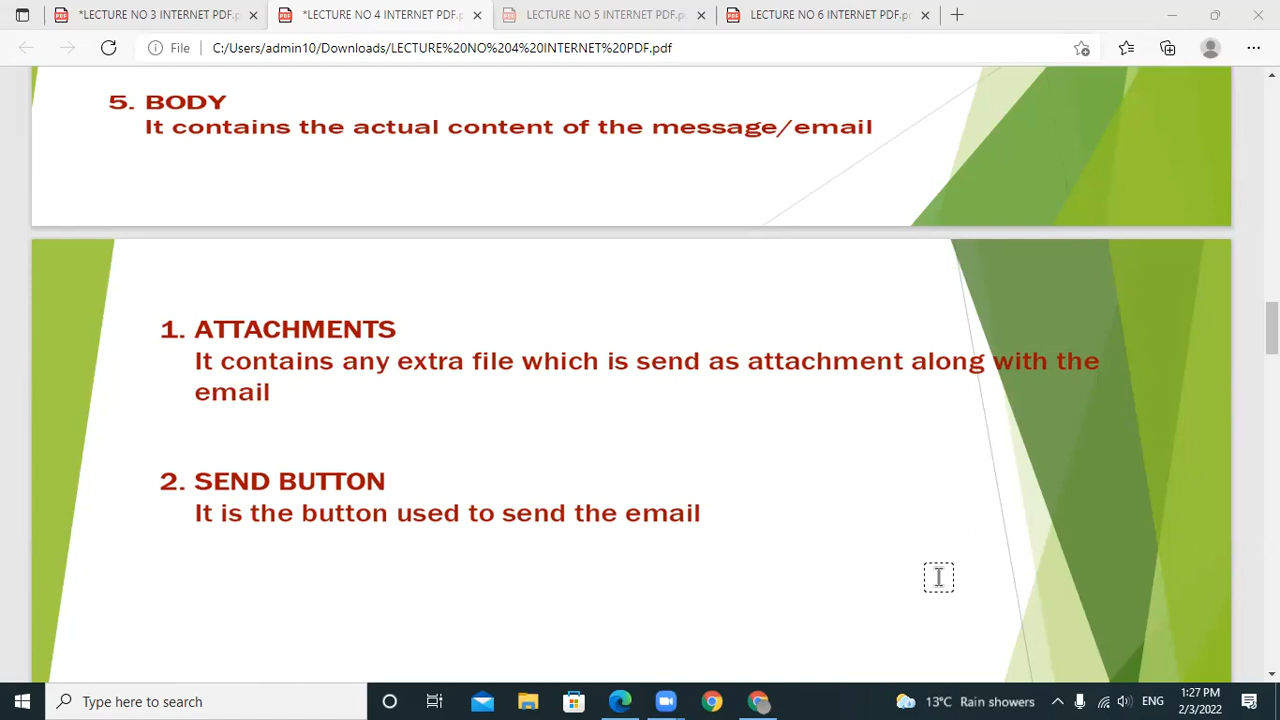 *LECTURE NO 3 INTERNET PDF.p
*LECTURE NO 4 INTERNET PDF.p
LECTURE NO 5 INTERNET PDF.p
LECTURE NO 6 INTERNET PDF.p
File
C:/Users/admin10/Downloads/LECTURE%20NO%204%20INTERNET%20PDF.pdf
5. BODY
It contains the actual content of the message/email
1. ATTACHMENTS
It contains any extra file which is send as attachment along with the
email
2. SEND BUTTON
It is the button used to send the email
Type here to search
13°C Rain showers
ENG
1:27 PM
2/3/2022